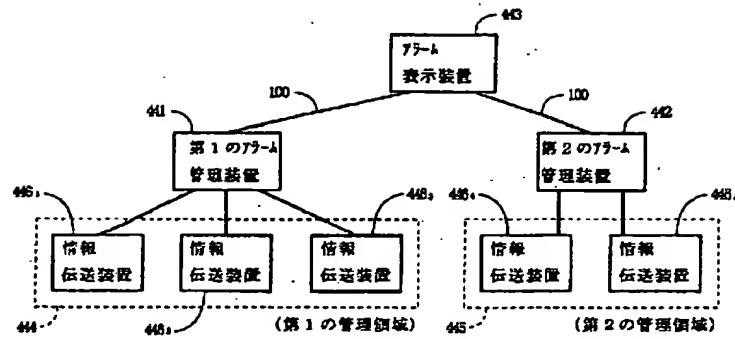 443
アラーム
表示装置
100
100
441
442
第1のアラーム
管理装置
第2のアラーム
管理装置
情報
伝送装置
情報
伝送装置
情報
伝送装置
情報
伝送装置
情報
伝送装置
444
(第1の管理領域)
445
(第2の管理領域)